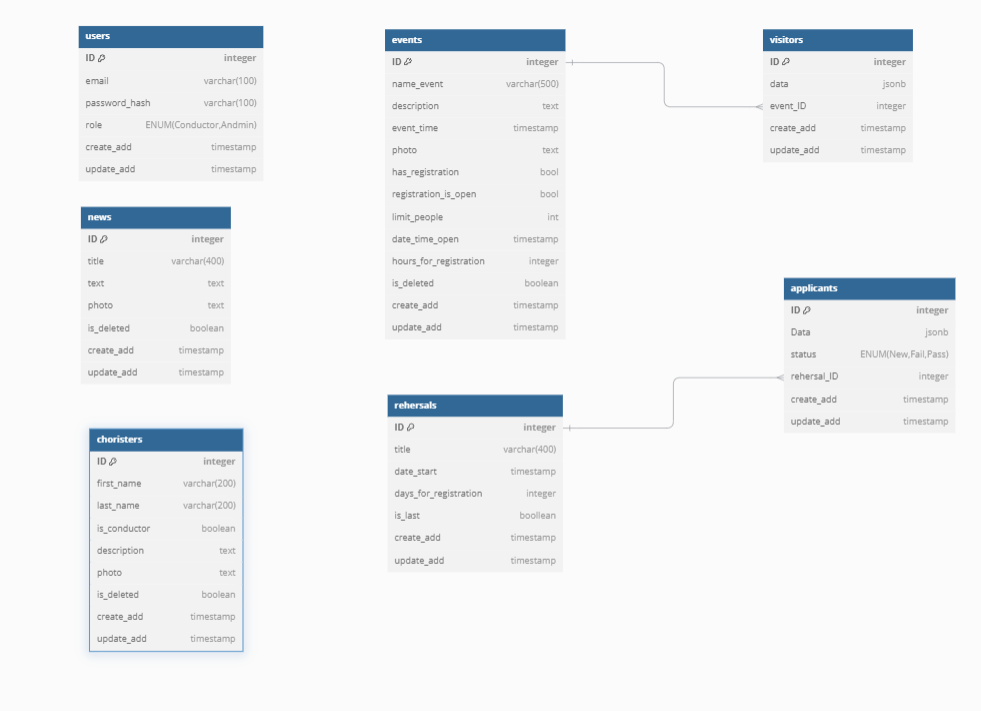 users
ID integer
email varchar(100)
password_hash varchar(100)
role ENUM(Conductor,Andmin)
create_add timestamp
update_add timestamp
news
ID integer
title varchar(400)
text text
photo text
is_deleted boolean
create_add timestamp
update_add timestamp
choristers
ID integer
first_name varchar(200)
last_name varchar(200)
is_conductor boolean
description text
photo text
is_deleted boolean
create_add timestamp
update_add timestamp
events
ID integer
name_event varchar(500)
description text
event_time timestamp
photo text
has_registration bool
registration_is_open bool
limit_people int
date_time_open timestamp
hours_for_registration integer
is_deleted boolean
create_add timestamp
update_add timestamp
rehersals
ID integer
title varchar(400)
date_start timestamp
days_for_registration integer
is_last boollean
create_add timestamp
update_add timestamp
visitors
ID integer
data jsonb
event_ID integer
create_add timestamp
update_add timestamp
applicants
ID integer
Data jsonb
status ENUM(New,Fail,Pass)
rehersal_ID integer
create_add timestamp
update_add timestamp